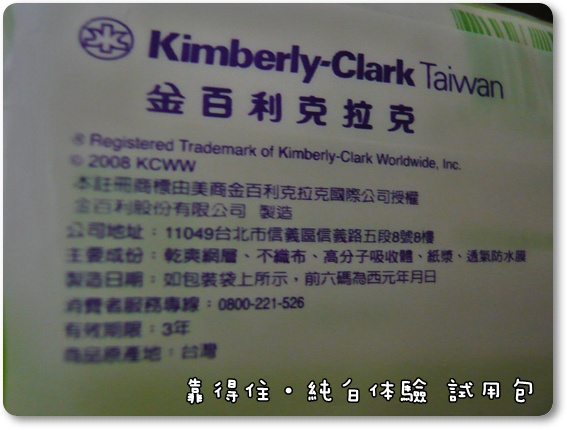 Kimberly-Clark Taiwan
金百利克拉克
® Registered Trademark of Kimberly-Clark Worldwide, Inc.
© 2008 KCWW
本註冊商標由美商金百利克拉克國際公司授權
金百利股份有限公司 製造
公司地址：11049台北市信義區信義路五段8號8樓
主要成份：乾爽網層、不織布、高分子吸收體、紙漿、透氣防水膜
製造日期：如包裝袋上所示，前六碼為西元年月日
消費者服務專線：0800-221-526
有效期限：3年
商品原產地：台灣
靠得住・純白体驗 試用包